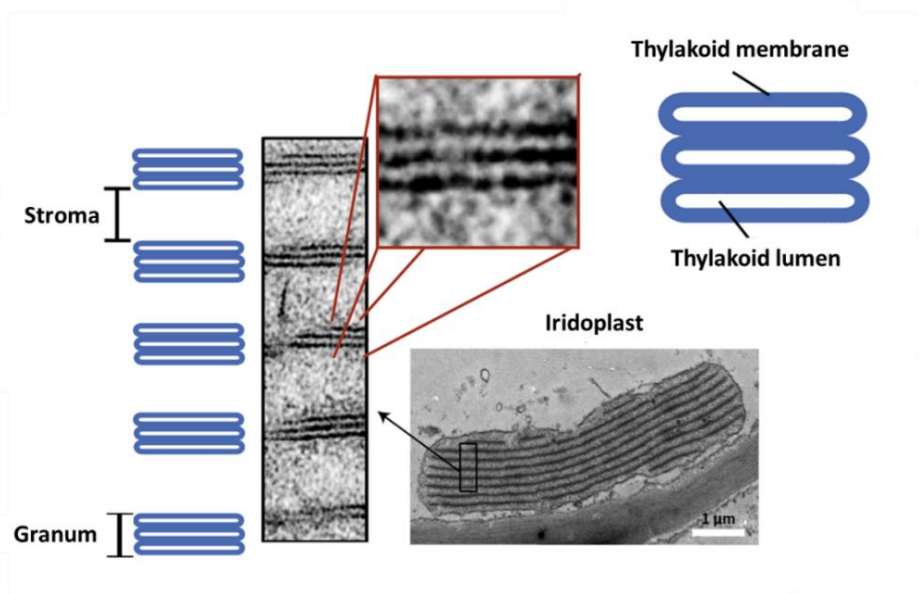 Thylakoid membrane
Stroma
Thylakoid lumen
Iridoplast
Granum
1 µm